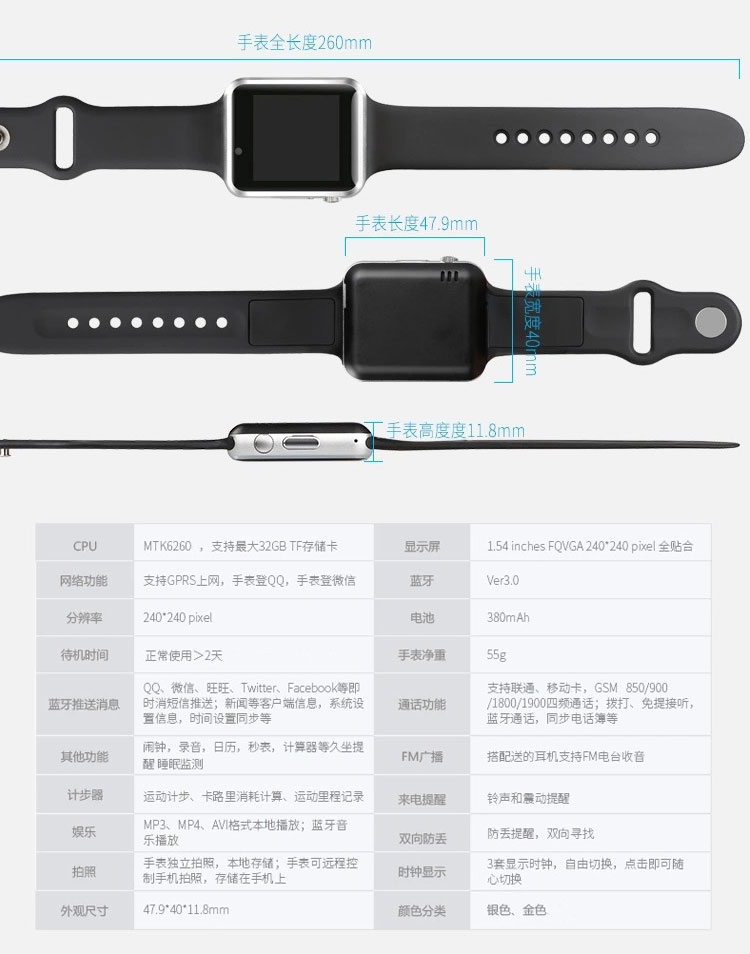 手表全长度260mm
手表长度47.9mm
手表宽度40mm
手表高度度11.8mm
CPU
MTK6260 ，支持最大32GB TF存储卡
显示屏
1.54 inches FQVGA 240*240 pixel 全贴合
网络功能
支持GPRS上网，手表登QQ，手表登微信
蓝牙
Ver3.0
分辨率
240*240 pixel
电池
380mAh
待机时间
正常使用＞2天
手表净重
55g
蓝牙推送消息
QQ、微信、旺旺、Twitter、Facebook等即
时消短信推送；新闻等客户端信息，系统设
置信息，时间设置同步等
通话功能
支持联通、移动卡，GSM 850/900
/1800/1900四频通话；拨打、免提接听，
蓝牙通话，同步电话簿等
其他功能
闹钟，录音，日历，秒表，计算器等久坐提
醒 睡眠监测
FM广播
搭配送的耳机支持FM电台收音
计步器
运动计步、卡路里消耗计算、运动里程记录
来电提醒
铃声和震动提醒
娱乐
MP3、MP4、AVI格式本地播放；蓝牙音
乐播放
双向防丢
防丢提醒，双向寻找
拍照
手表独立拍照，本地存储；手表可远程控
制手机拍照，存储在手机上
时钟显示
3套显示时钟，自由切换，点击即可随
心切换
外观尺寸
47.9*40*11.8mm
颜色分类
银色、金色